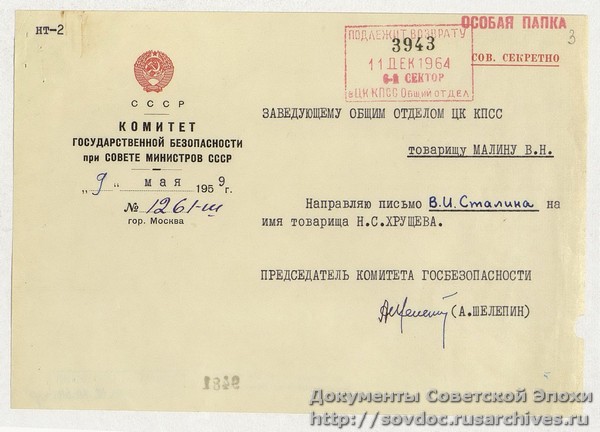 нт-2
ОСОБАЯ ПАПКА
3
ПОДЛЕЖИТ ВОЗВРАТУ
3943
11 ДЕК 1964
6-й СЕКТОР
в ЦК КПСС Общий отдел
СОВ. СЕКРЕТНО
СССР
КОМИТЕТ
ГОСУДАРСТВЕННОЙ БЕЗОПАСНОСТИ
при СОВЕТЕ МИНИСТРОВ СССР
„9" мая 1959 г.
№ 1261-ш
гор. Москва
ЗАВЕДУЮЩЕМУ ОБЩИМ ОТДЕЛОМ ЦК КПСС
товарищу МАЛИНУ В.Н.
Направляю письмо В.И.Сталина на
имя товарища Н.С.ХРУЩЕВА.
ПРЕДСЕДАТЕЛЬ КОМИТЕТА ГОСБЕЗОПАСНОСТИ
(А.ШЕЛЕПИН)
Документы Советской Эпохи
http://sovdoc.rusarchives.ru